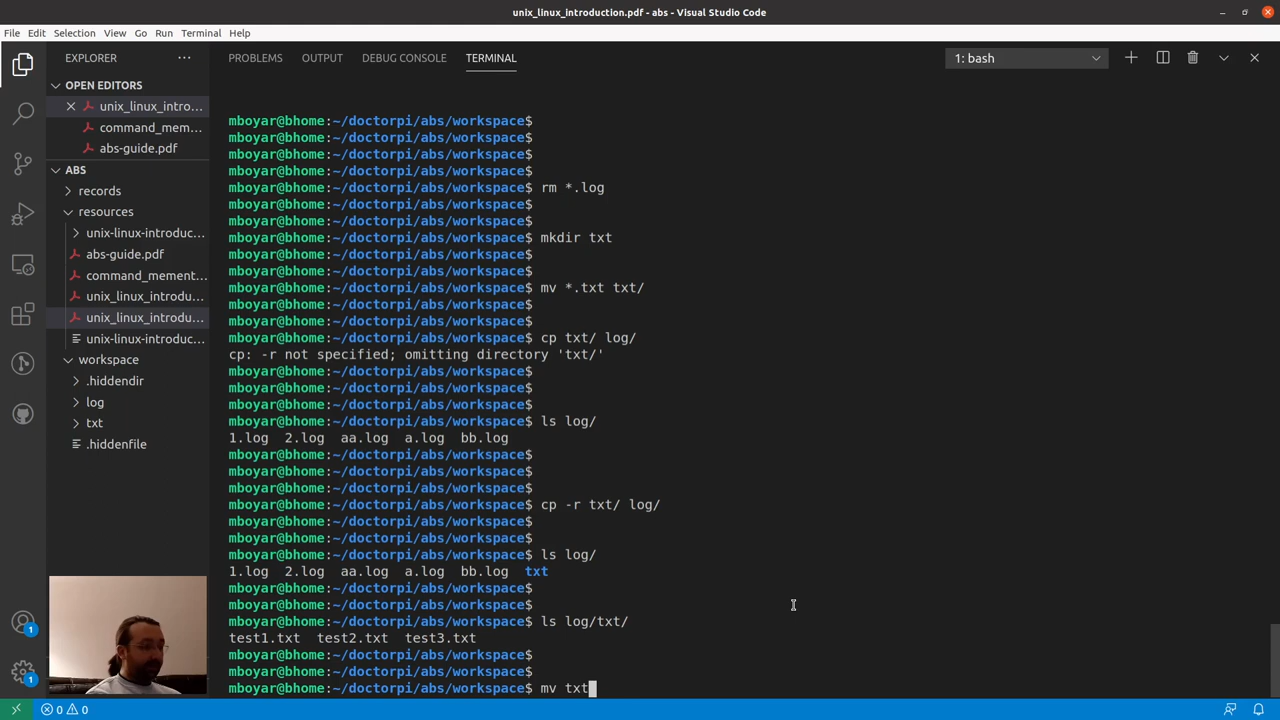 unix_linux_introduction.pdf - abs - Visual Studio Code
File Edit Selection View Go Run Terminal Help
EXPLORER
OPEN EDITORS
unix_linux_intro...
command_mem...
abs-guide.pdf
ABS
records
resources
unix-linux-introduc...
abs-guide.pdf
command_mement...
unix_linux_introdu...
unix_linux_introdu...
unix-linux-introduc...
workspace
.hiddendir
log
txt
.hiddenfile
1
1
PROBLEMS OUTPUT DEBUG CONSOLE TERMINAL
1: bash
mboyar@bhome:~/doctorpi/abs/workspace$
mboyar@bhome:~/doctorpi/abs/workspace$
mboyar@bhome:~/doctorpi/abs/workspace$
mboyar@bhome:~/doctorpi/abs/workspace$
mboyar@bhome:~/doctorpi/abs/workspace$ rm *.log
mboyar@bhome:~/doctorpi/abs/workspace$
mboyar@bhome:~/doctorpi/abs/workspace$
mboyar@bhome:~/doctorpi/abs/workspace$ mkdir txt
mboyar@bhome:~/doctorpi/abs/workspace$
mboyar@bhome:~/doctorpi/abs/workspace$
mboyar@bhome:~/doctorpi/abs/workspace$ mv *.txt txt/
mboyar@bhome:~/doctorpi/abs/workspace$
mboyar@bhome:~/doctorpi/abs/workspace$
mboyar@bhome:~/doctorpi/abs/workspace$ cp txt/ log/
cp: -r not specified; omitting directory 'txt/'
mboyar@bhome:~/doctorpi/abs/workspace$
mboyar@bhome:~/doctorpi/abs/workspace$
mboyar@bhome:~/doctorpi/abs/workspace$
mboyar@bhome:~/doctorpi/abs/workspace$ ls log/
1.log 2.log aa.log a.log bb.log
mboyar@bhome:~/doctorpi/abs/workspace$
mboyar@bhome:~/doctorpi/abs/workspace$
mboyar@bhome:~/doctorpi/abs/workspace$
mboyar@bhome:~/doctorpi/abs/workspace$ cp -r txt/ log/
mboyar@bhome:~/doctorpi/abs/workspace$
mboyar@bhome:~/doctorpi/abs/workspace$
mboyar@bhome:~/doctorpi/abs/workspace$ ls log/
1.log 2.log aa.log a.log bb.log txt
mboyar@bhome:~/doctorpi/abs/workspace$
mboyar@bhome:~/doctorpi/abs/workspace$
mboyar@bhome:~/doctorpi/abs/workspace$ ls log/txt/
test1.txt test2.txt test3.txt
mboyar@bhome:~/doctorpi/abs/workspace$
mboyar@bhome:~/doctorpi/abs/workspace$
mboyar@bhome:~/doctorpi/abs/workspace$ mv txt
0 0